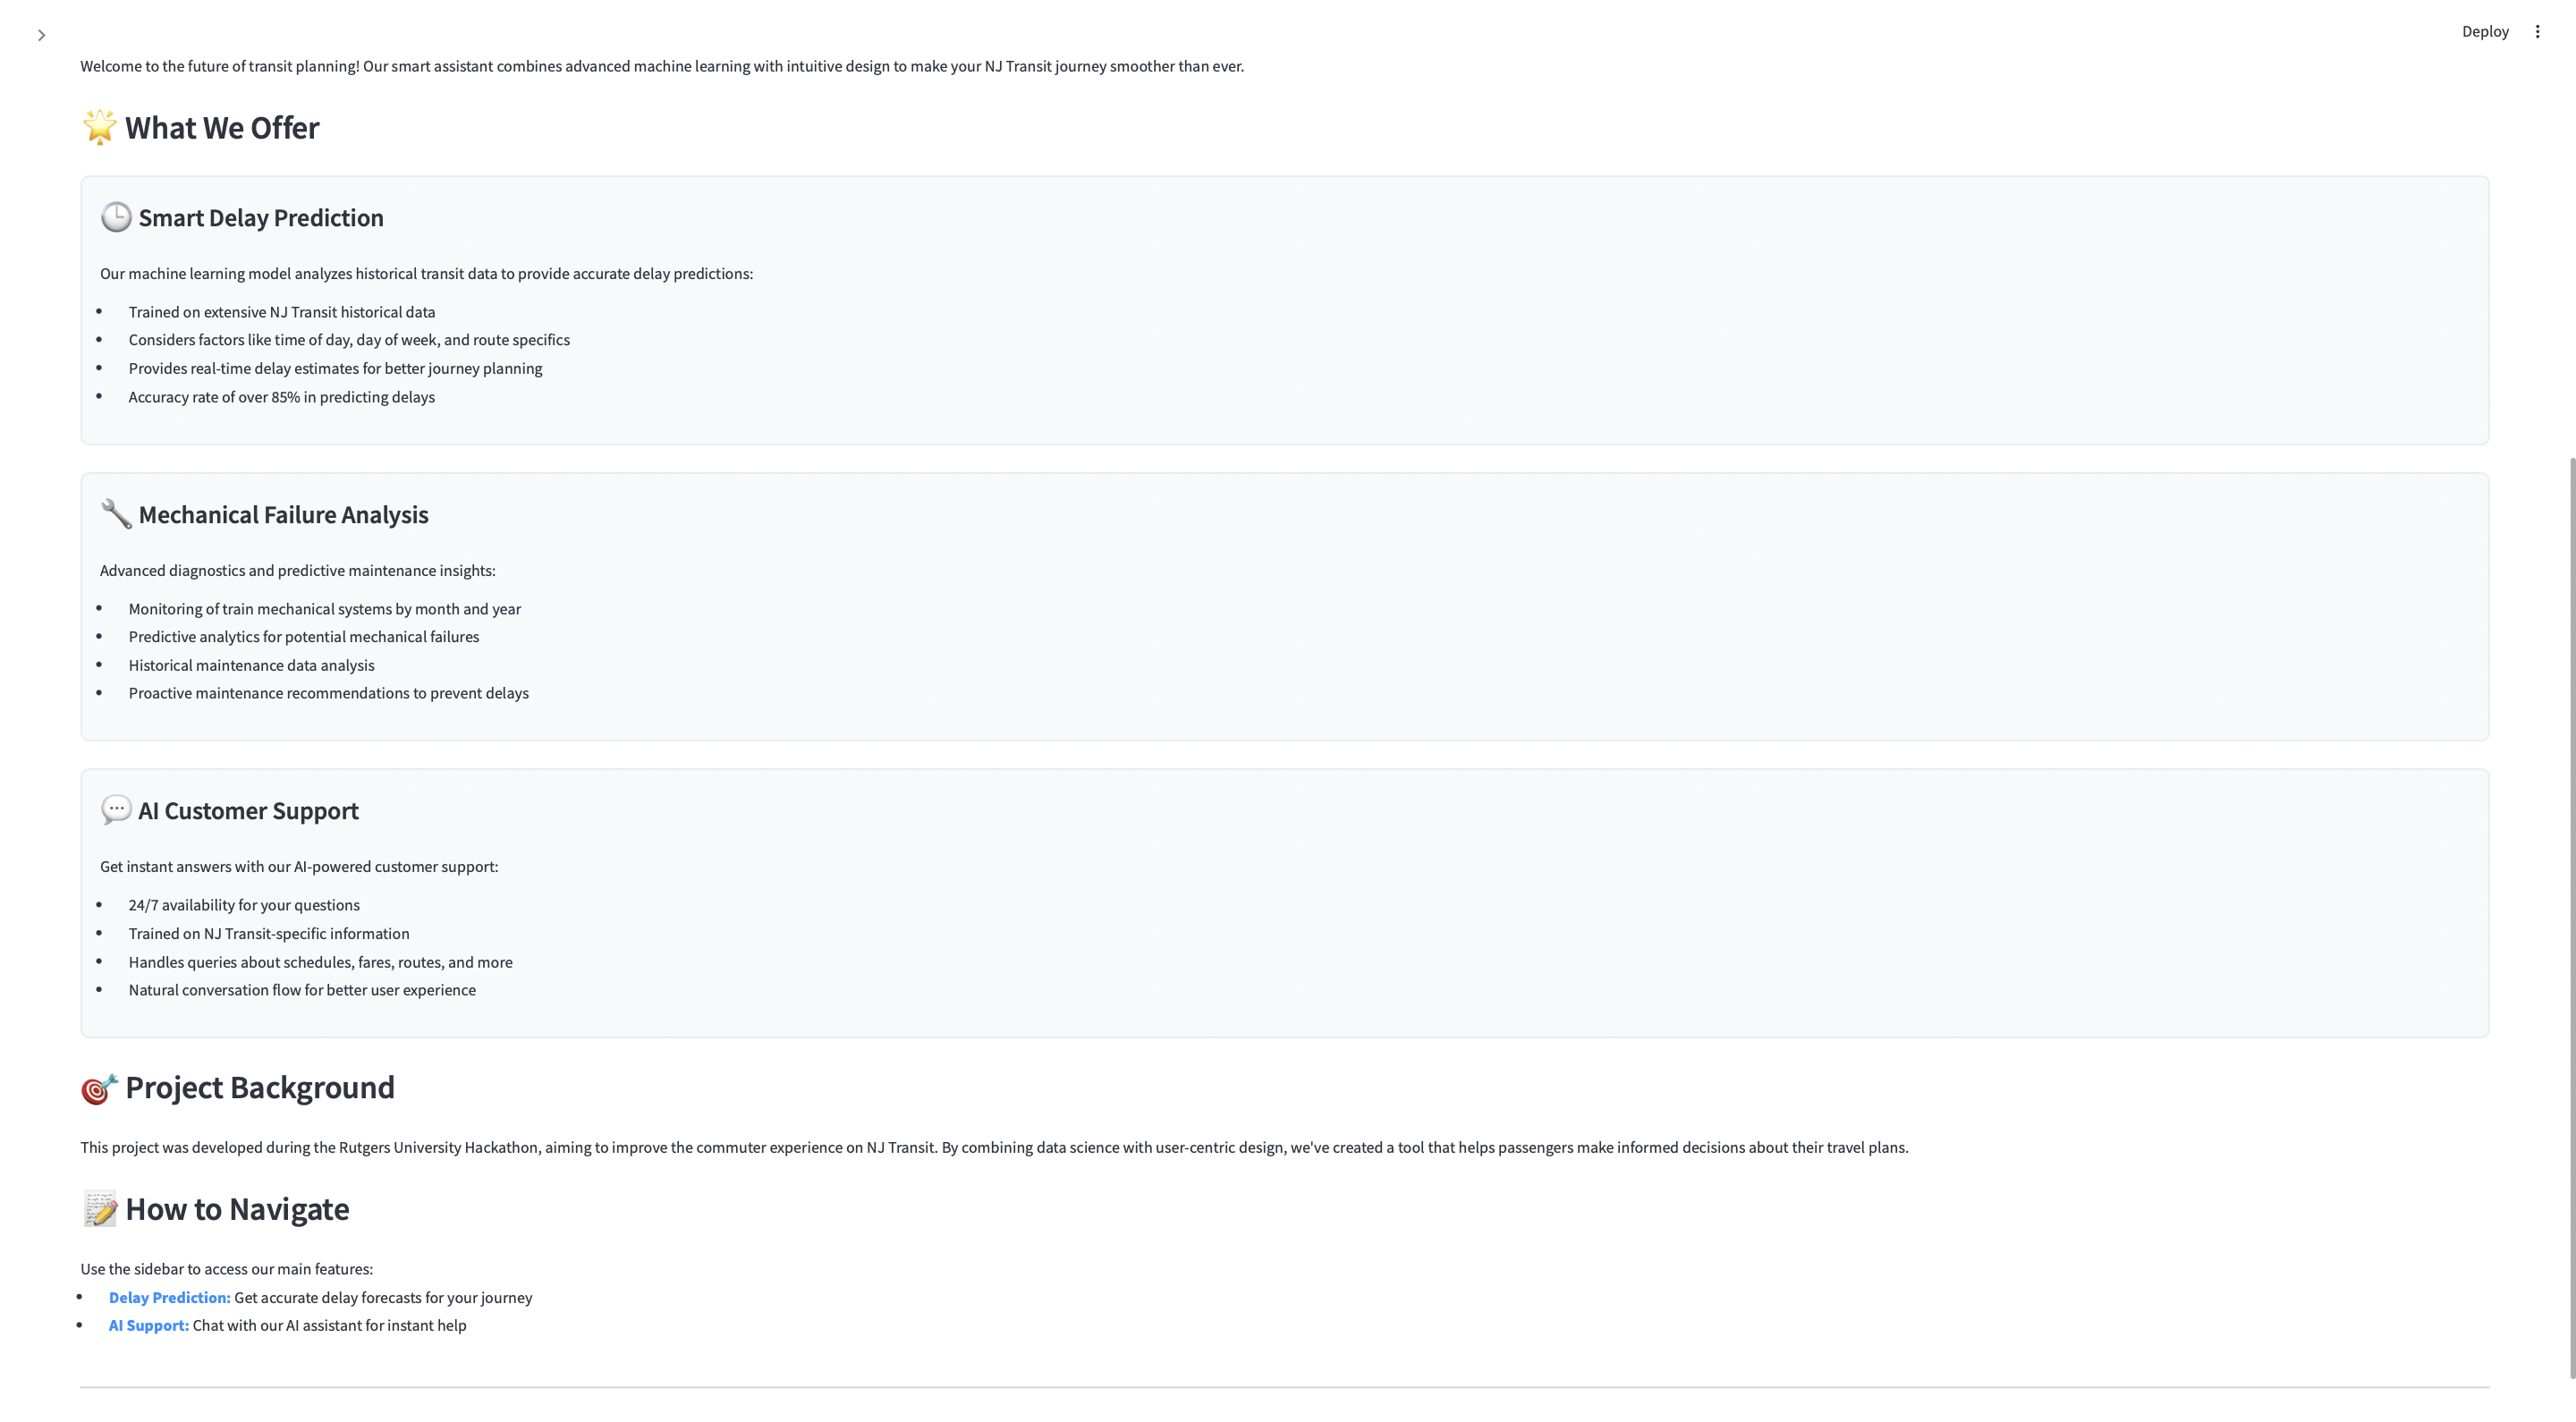 Deploy
Welcome to the future of transit planning! Our smart assistant combines advanced machine learning with intuitive design to make your NJ Transit journey smoother than ever.
What We Offer
Smart Delay Prediction
Our machine learning model analyzes historical transit data to provide accurate delay predictions:
Trained on extensive NJ Transit historical data
Considers factors like time of day, day of week, and route specifics
Provides real-time delay estimates for better journey planning
Accuracy rate of over 85% in predicting delays
Mechanical Failure Analysis
Advanced diagnostics and predictive maintenance insights:
Monitoring of train mechanical systems by month and year
Predictive analytics for potential mechanical failures
Historical maintenance data analysis
Proactive maintenance recommendations to prevent delays
AI Customer Support
Get instant answers with our AI-powered customer support:
24/7 availability for your questions
Trained on NJ Transit-specific information
Handles queries about schedules, fares, routes, and more
Natural conversation flow for better user experience
Project Background
This project was developed during the Rutgers University Hackathon, aiming to improve the commuter experience on NJ Transit. By combining data science with user-centric design, we've created a tool that helps passengers make informed decisions about their travel plans.
How to Navigate
Use the sidebar to access our main features:
Delay Prediction: Get accurate delay forecasts for your journey
AI Support: Chat with our AI assistant for instant help